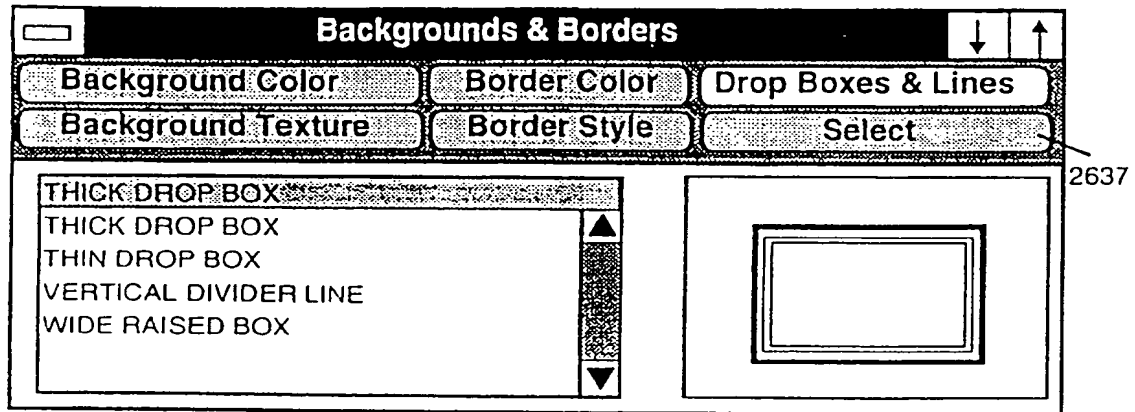 Backgrounds & Borders
Background Color Border Color Drop Boxes & Lines
Background Texture Border Style Select
2637
THICK DROP BOX
THICK DROP BOX
THIN DROP BOX
VERTICAL DIVIDER LINE
WIDE RAISED BOX